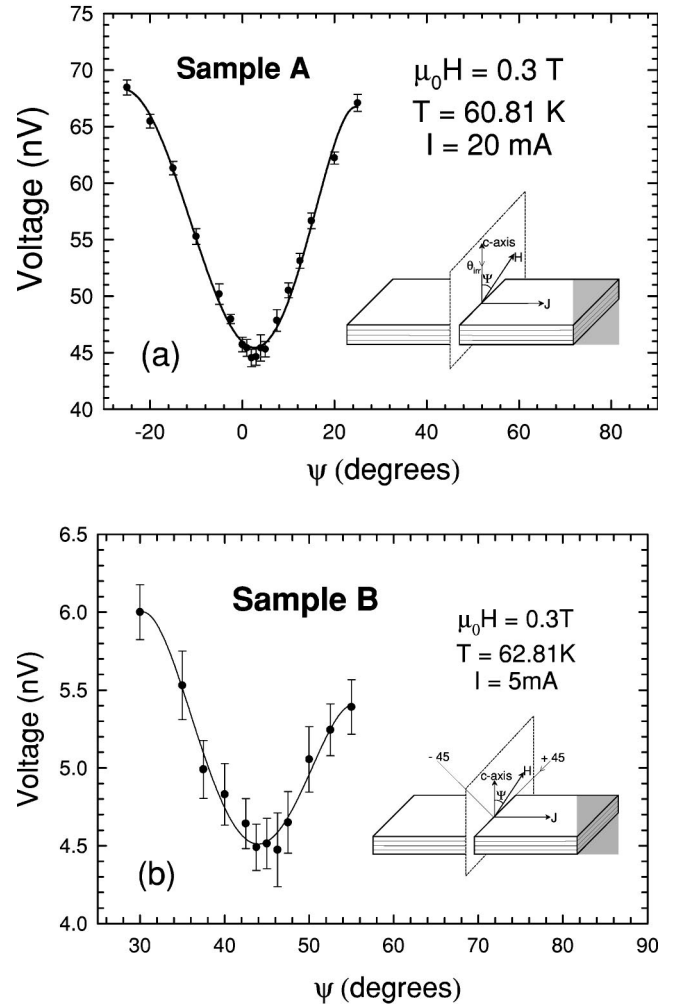 75
70
65
60
55
50
45
40
Voltage (nV)
Sample A
μ₀H = 0.3 T
T = 60.81 K
I = 20 mA
c-axis
θirr
H
Ψ
J
(a)
-20 0 20 40 60 80
ψ (degrees)
6.5
6.0
5.5
5.0
4.5
4.0
Voltage (nV)
Sample B
μ₀H = 0.3T
T = 62.81K
I = 5mA
- 45
+ 45
c-axis
H
Ψ
J
(b)
30 40 50 60 70 80 90
ψ (degrees)